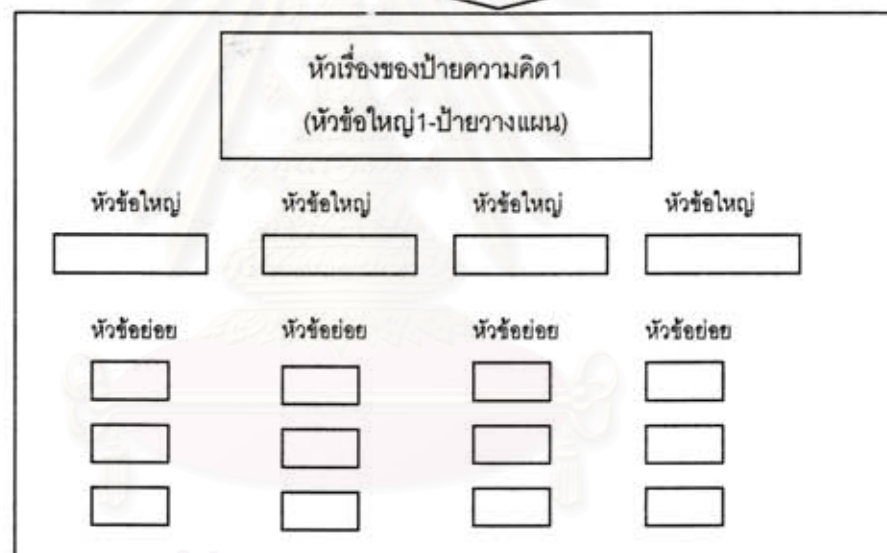 หัวเรื่องของป้ายความคิด1
(หัวข้อใหญ่1-ป้ายวางแผน)
หัวข้อใหญ่ หัวข้อใหญ่ หัวข้อใหญ่ หัวข้อใหญ่
หัวข้อย่อย หัวข้อย่อย หัวข้อย่อย หัวข้อย่อย